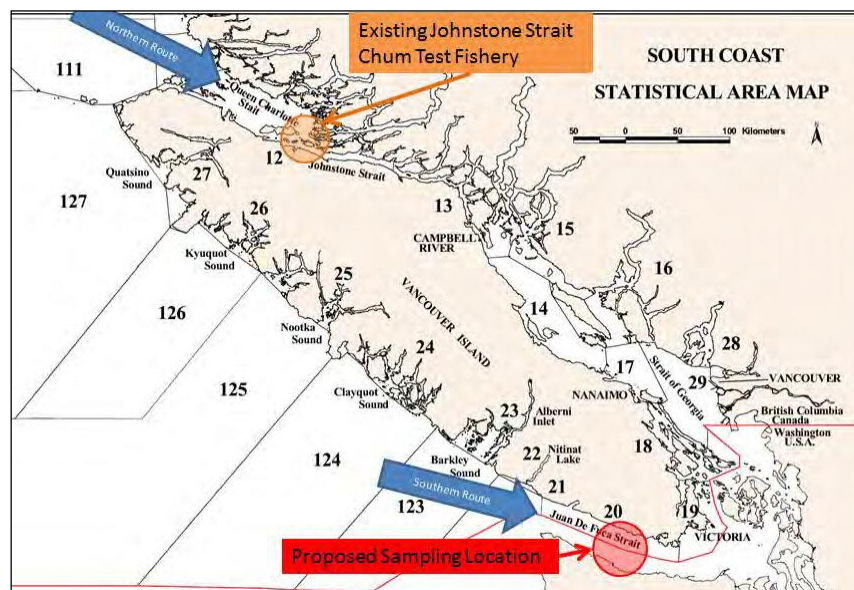 Northern Route
Existing Johnstone Strait
Chum Test Fishery
SOUTH COAST
STATISTICAL AREA MAP
50 0 50 100 Kilometers
N
111
Queen Charlotte
Stait
12
Johnstone Strait
Quatsino
Sound
27
127
26
13
CAMPBELL
RIVER
15
Kyuquot
Sound
16
25
126
14
VANCOUVER ISLAND
Nootka
Sound
24
28
125
17
Strait of Georgia
29
VANCOUVER
NANAIMO
Clayquot
Sound
23
Alberni
Inlet
British Columbia
Canada
Washington
U.S.A.
18
124
22
Nitinat
Lake
Barkley
Sound
21
Southern Route
123
20
19
Juan De Fuca Strait
VICTORIA
Proposed Sampling Location